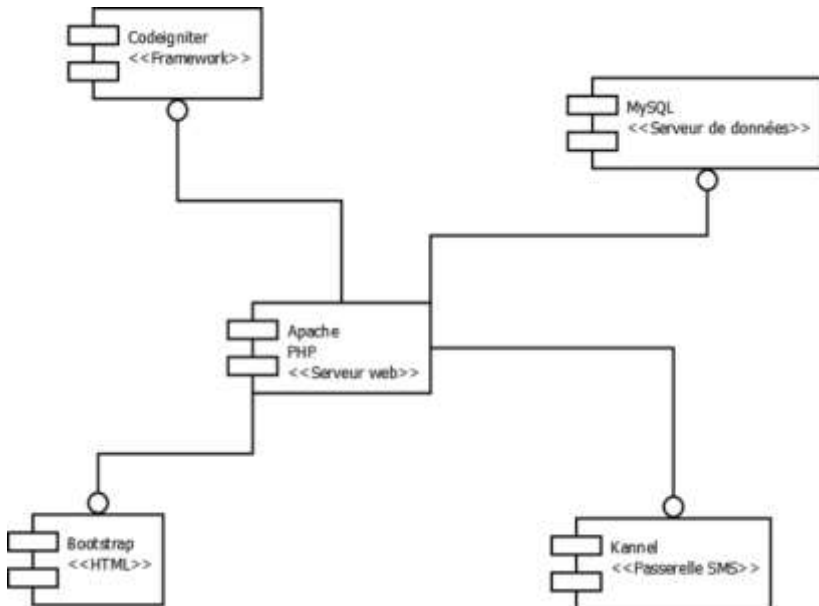 Codeigniter
<<Framework>>
MySQL
<<Serveur de données>>
Apache
PHP
<<Serveur web>>
Bootstrap
<<HTML>>
Kannel
<<Passerelle SMS>>